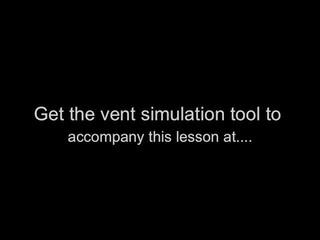 Get the vent simulation tool to
accompany this lesson at....